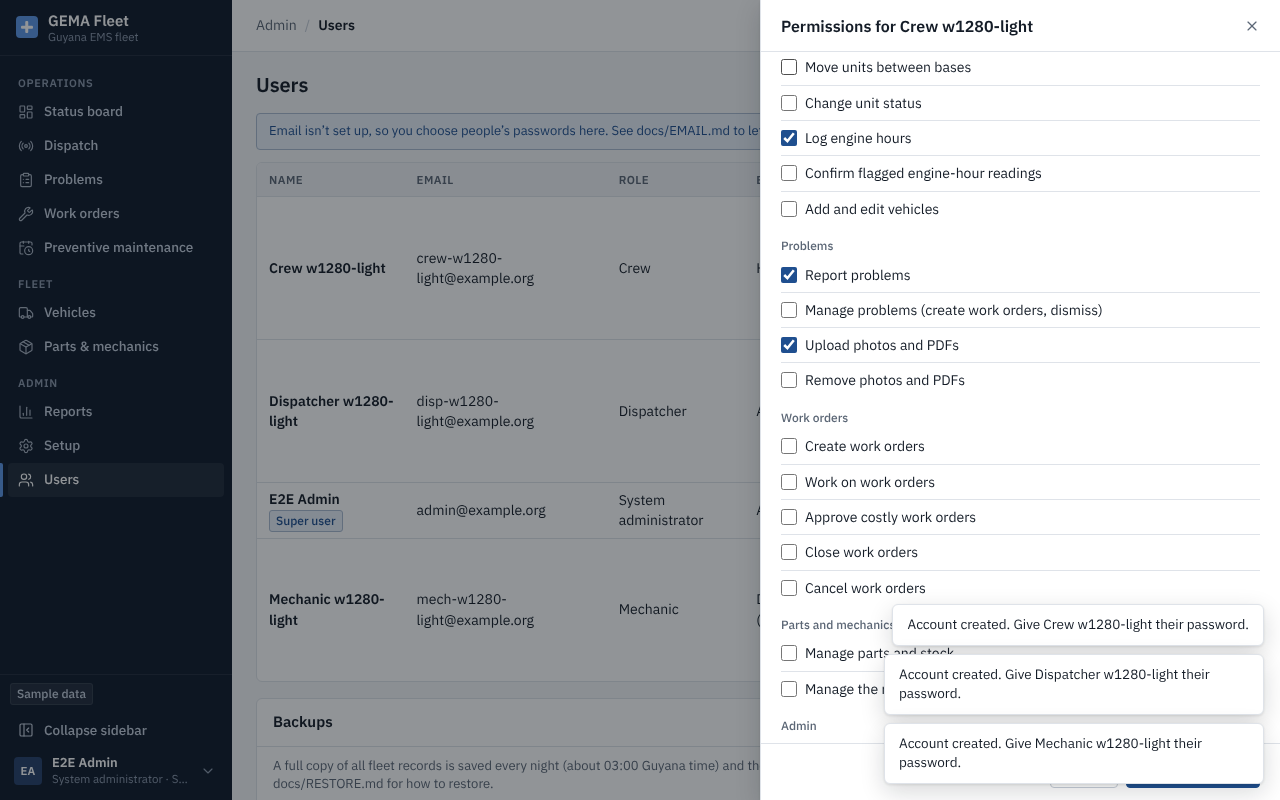 GEMA Fleet
Guyana EMS fleet
OPERATIONS
Status board
Dispatch
Problems
Work orders
Preventive maintenance
FLEET
Vehicles
Parts & mechanics
ADMIN
Reports
Setup
Users
Sample data
Collapse sidebar
EA
E2E Admin
System administrator · S…
Admin / Users
Users
Email isn’t set up, so you choose people’s passwords here. See docs/EMAIL.md to
NAME EMAIL ROLE
Crew w1280-light
crew-w1280-
light@example.org
Crew
Dispatcher w1280-
light
disp-w1280-
light@example.org
Dispatcher
E2E Admin
Super user
admin@example.org
System
administrator
Mechanic w1280-
light
mech-w1280-
light@example.org
Mechanic
Backups
A full copy of all fleet records is saved every night (about 03:00 Guyana time) and
docs/RESTORE.md for how to restore.
Permissions for Crew w1280-light
Move units between bases
Change unit status
Log engine hours
Confirm flagged engine-hour readings
Add and edit vehicles
Problems
Report problems
Manage problems (create work orders, dismiss)
Upload photos and PDFs
Remove photos and PDFs
Work orders
Create work orders
Work on work orders
Approve costly work orders
Close work orders
Cancel work orders
Parts and mechanics
Manage parts and stock
Manage the
Admin
Account created. Give Crew w1280-light their password.
Account created. Give Dispatcher w1280-light their
password.
Account created. Give Mechanic w1280-light their
password.